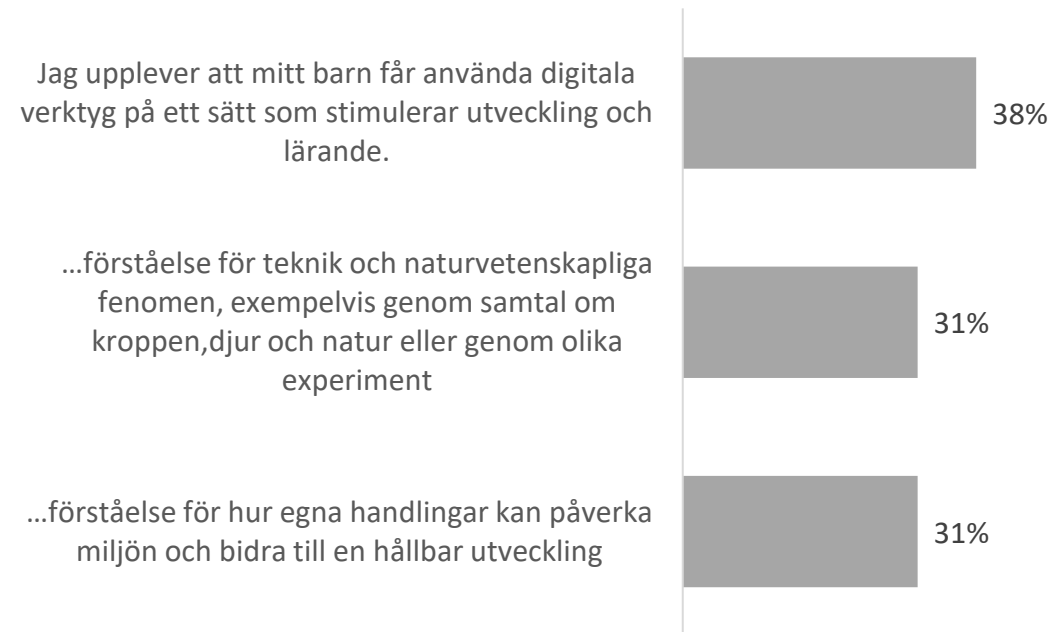 Jag upplever att mitt barn får använda digitala
verktyg på ett sätt som stimulerar utveckling och
lärande.
38%
…förståelse för teknik och naturvetenskapliga
fenomen, exempelvis genom samtal om
kroppen,djur och natur eller genom olika
experiment
31%
…förståelse för hur egna handlingar kan påverka
miljön och bidra till en hållbar utveckling
31%